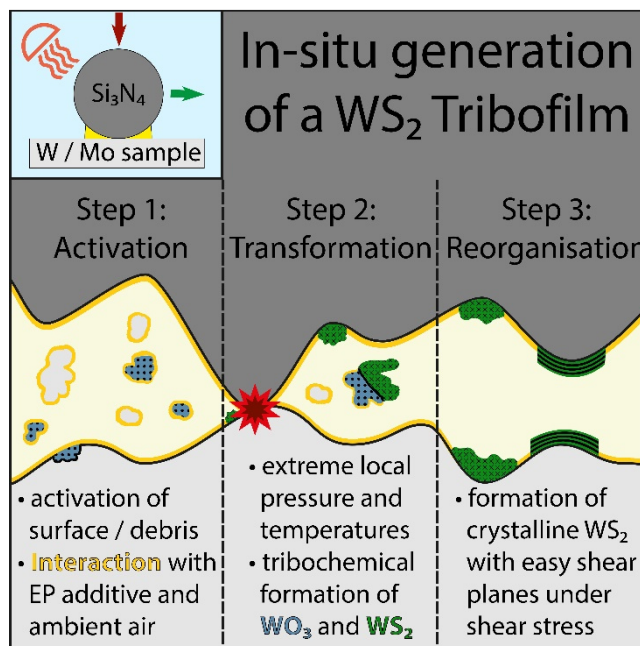 Si₃N₄
W / Mo sample
In-situ generation
of a WS₂ Tribofilm
Step 1:
Activation
Step 2:
Transformation
Step 3:
Reorganisation
• activation of
surface / debris
• Interaction with
EP additive and
ambient air
• extreme local
pressure and
temperatures
• tribochemical
formation of
WO₃ and WS₂
• formation of
crystalline WS₂
with easy shear
planes under
shear stress